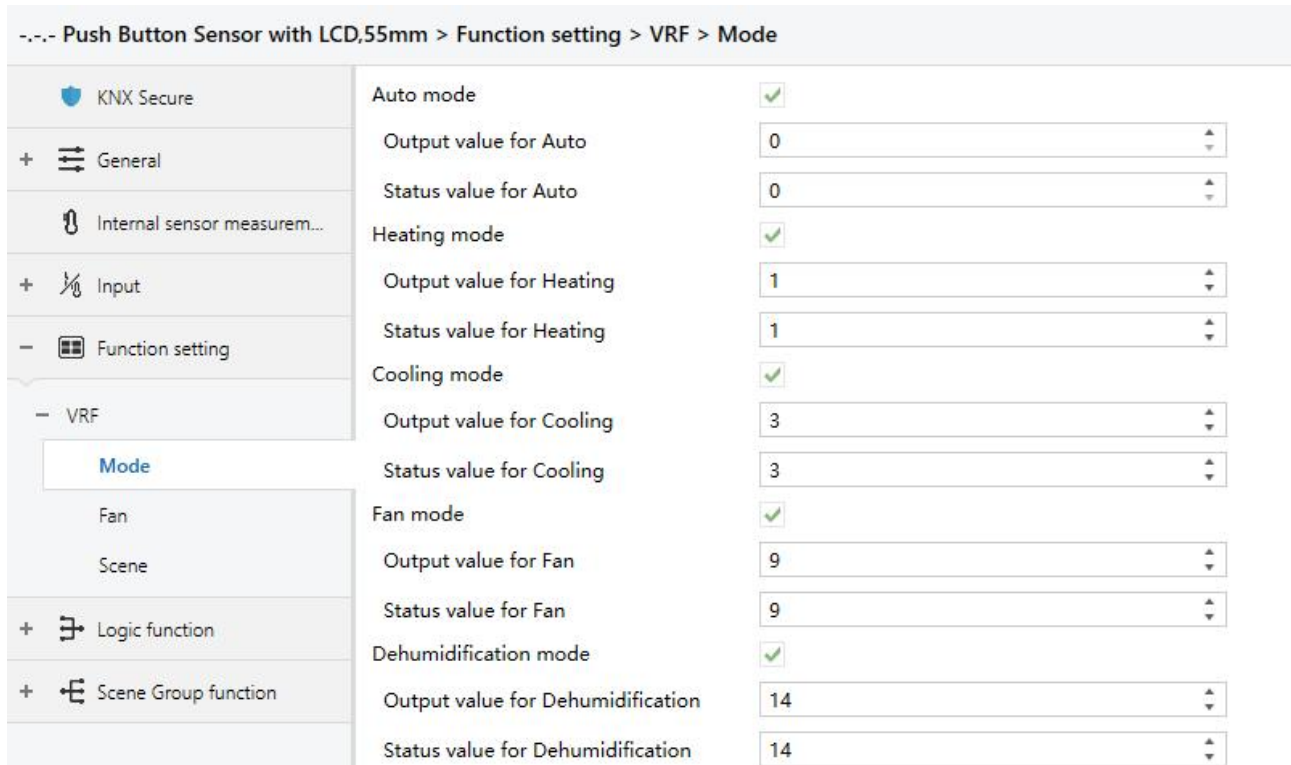 -.-.- Push Button Sensor with LCD,55mm > Function setting > VRF > Mode
KNX Secure
+ General
Internal sensor measurem...
+ Input
− Function setting
− VRF
Mode
Fan
Scene
+ Logic function
+ Scene Group function
Auto mode
Output value for Auto 0
Status value for Auto 0
Heating mode
Output value for Heating 1
Status value for Heating 1
Cooling mode
Output value for Cooling 3
Status value for Cooling 3
Fan mode
Output value for Fan 9
Status value for Fan 9
Dehumidification mode
Output value for Dehumidification 14
Status value for Dehumidification 14